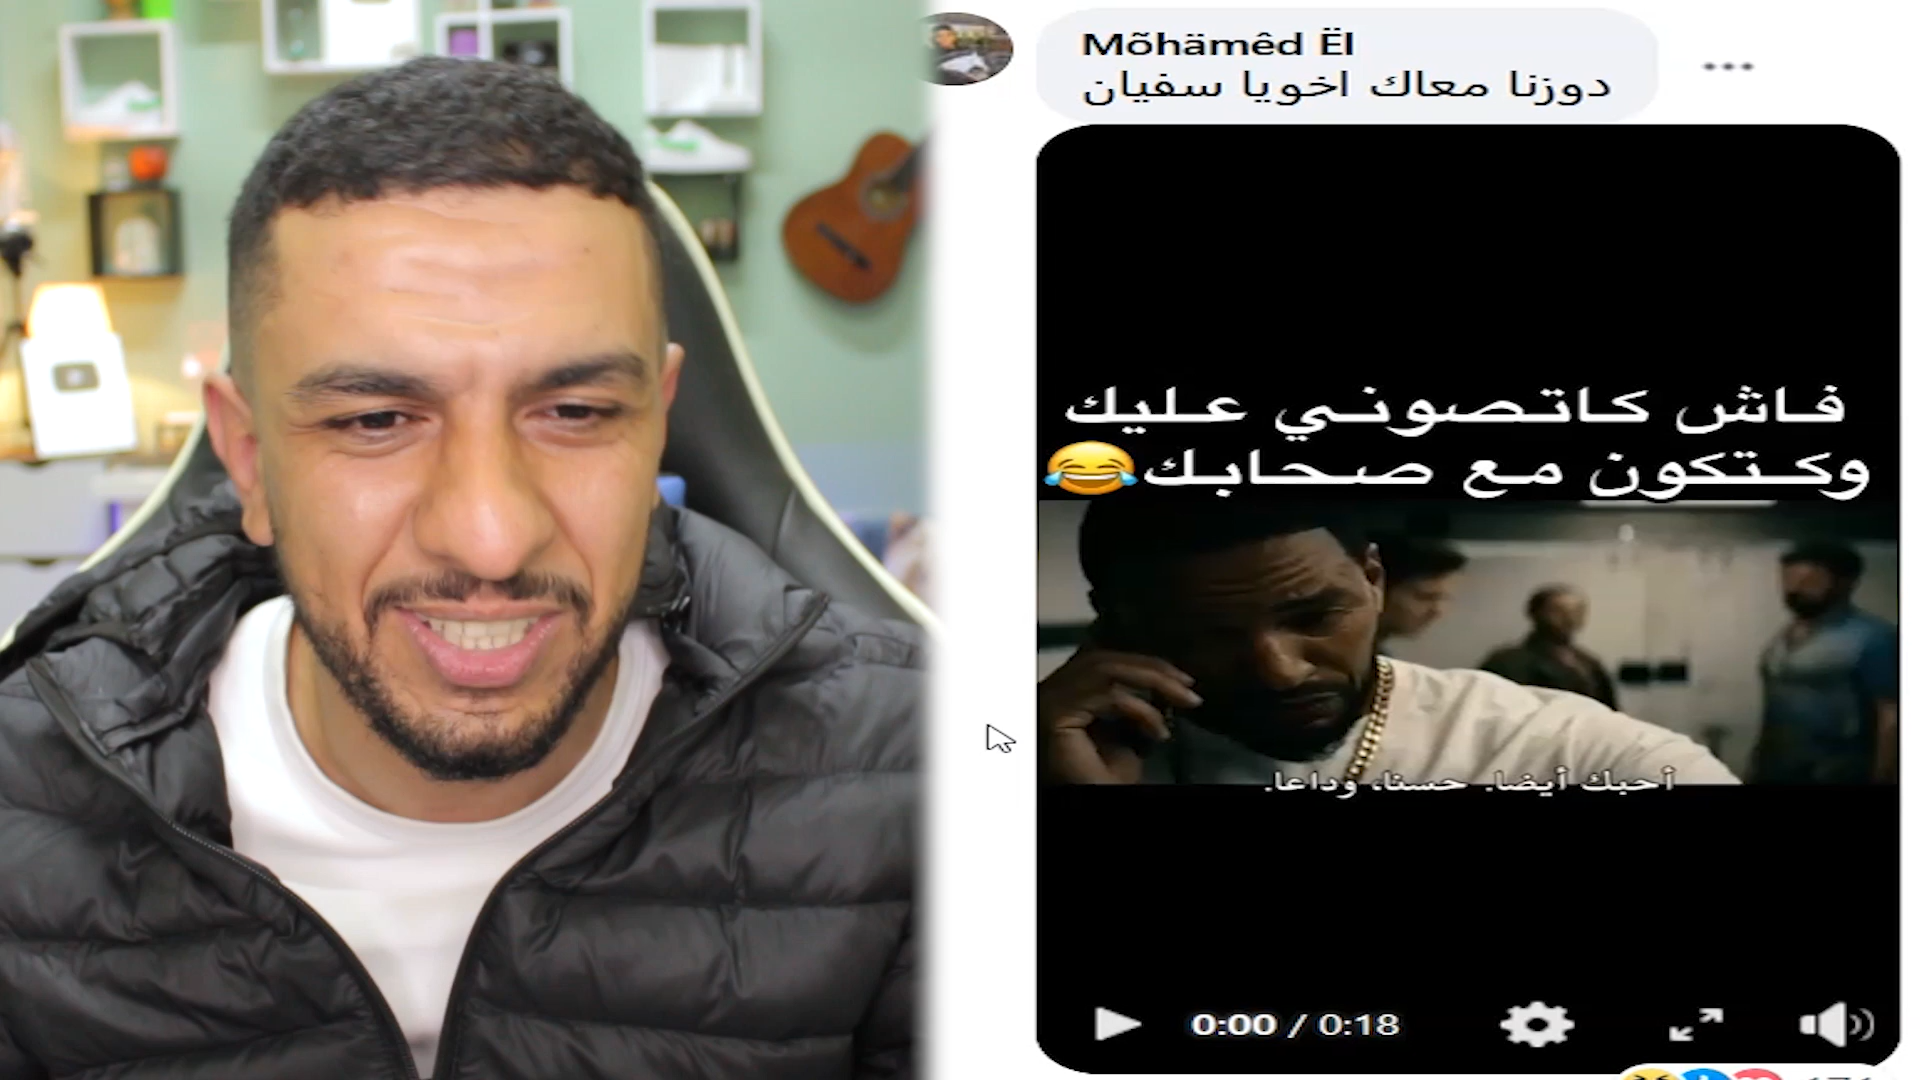 Mõhämêd Ël
دوزنا معاك اخويا سفيان
فاش كاتصوني عليك
وكتكون مع صحابك😂
أحبك أيضا. حسنا، وداعا.
0:00 / 0:18